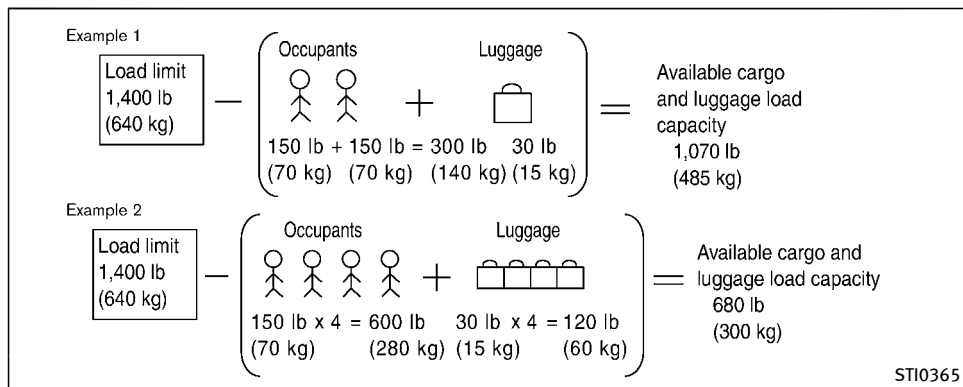 Example 1
Load limit
1,400 lb
(640 kg)
Occupants
Luggage
150 lb + 150 lb = 300 lb 30 lb
(70 kg) (70 kg) (140 kg) (15 kg)
Available cargo
and luggage load
capacity
1,070 lb
(485 kg)
Example 2
Load limit
1,400 lb
(640 kg)
Occupants
Luggage
150 lb x 4 = 600 lb 30 lb x 4 = 120 lb
(70 kg) (280 kg) (15 kg) (60 kg)
Available cargo and
luggage load capacity
680 lb
(300 kg)
STI0365